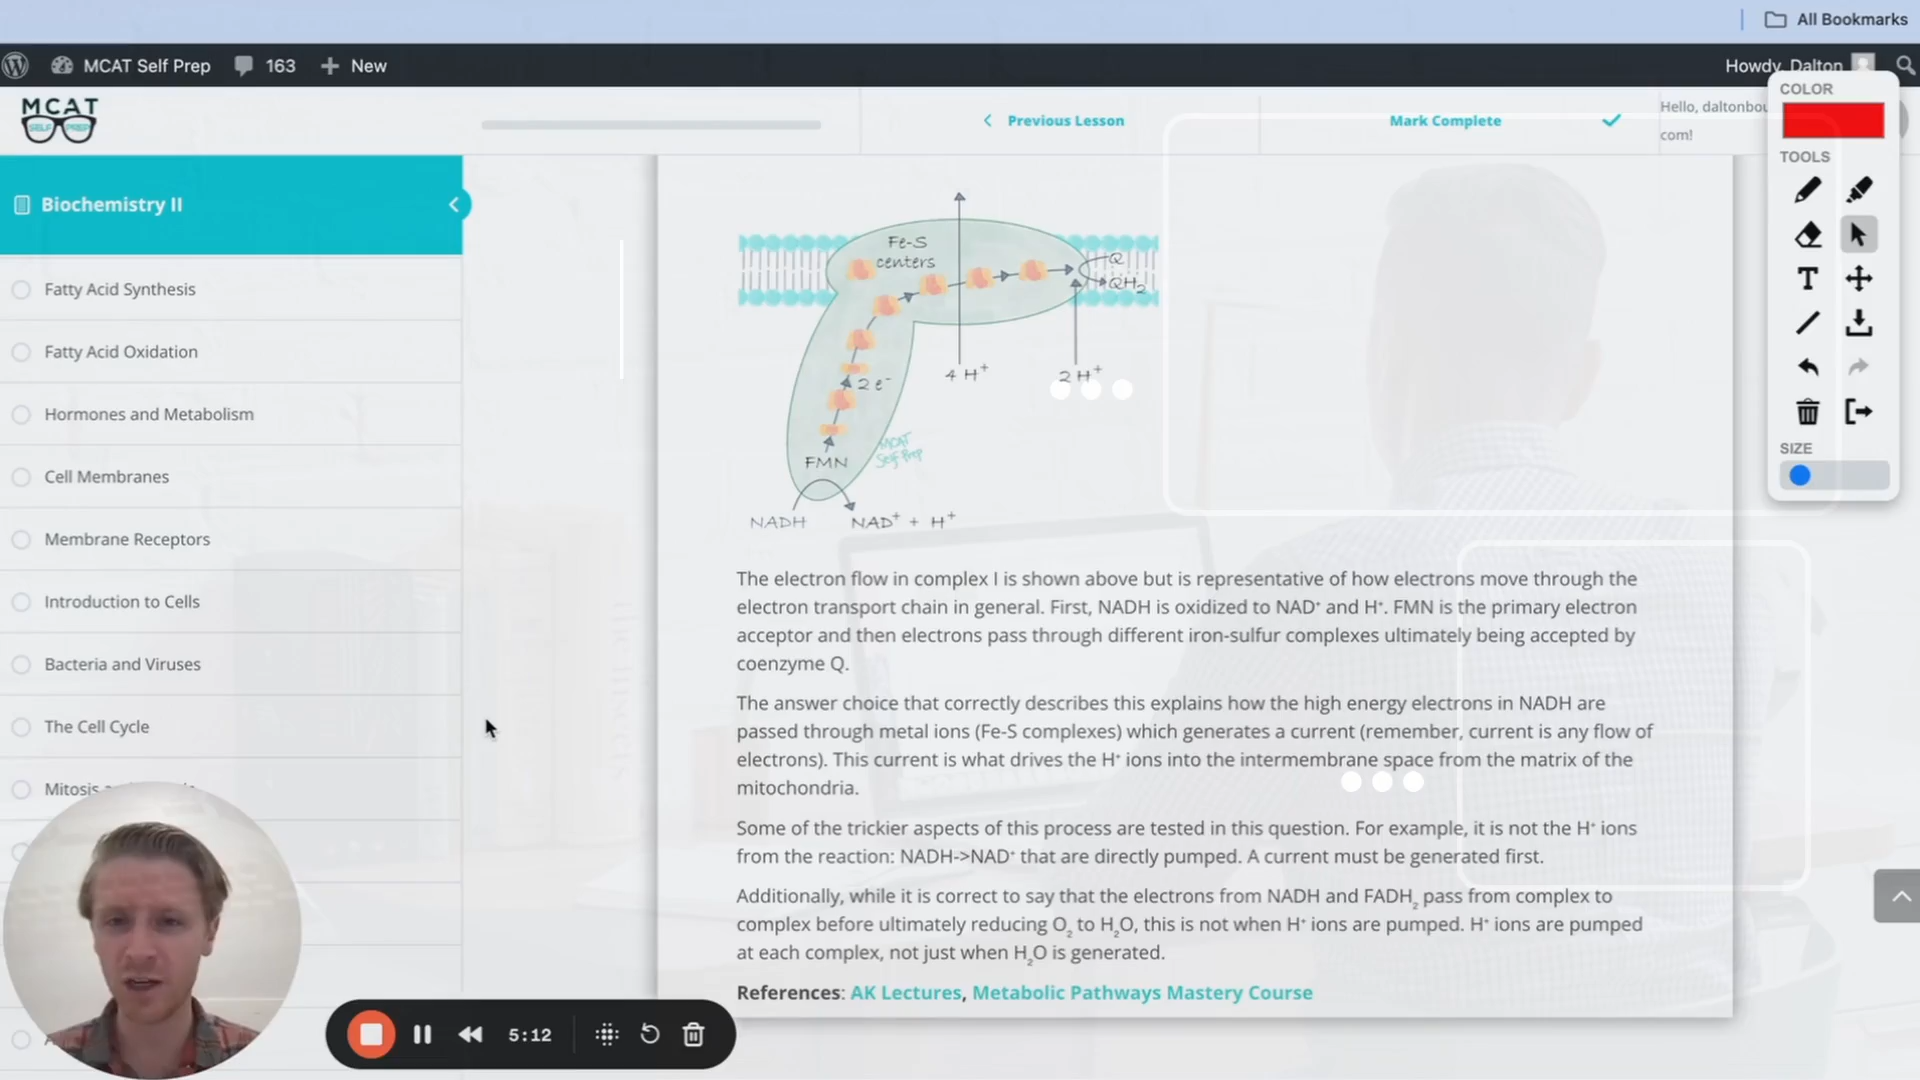 All Bookmarks
MCAT Self Prep 163 New Howdy, Dalton
COLOR
MCAT
SELF PREP
Previous Lesson
Mark Complete
Hello, daltonbou
com!
TOOLS
SIZE
Biochemistry II
Fatty Acid Synthesis
Fatty Acid Oxidation
Hormones and Metabolism
Cell Membranes
Membrane Receptors
Introduction to Cells
Bacteria and Viruses
The Cell Cycle
Mitosis
Fe-S
centers
Q
QH₂
4 H⁺
2 H⁺
2 e⁻
FMN
MCAT
Self Prep
NADH
NAD⁺ + H⁺
The electron flow in complex I is shown above but is representative of how electrons move through the
electron transport chain in general. First, NADH is oxidized to NAD⁺ and H⁺. FMN is the primary electron
acceptor and then electrons pass through different iron-sulfur complexes ultimately being accepted by
coenzyme Q.
The answer choice that correctly describes this explains how the high energy electrons in NADH are
passed through metal ions (Fe-S complexes) which generates a current (remember, current is any flow of
electrons). This current is what drives the H⁺ ions into the intermembrane space from the matrix of the
mitochondria.
Some of the trickier aspects of this process are tested in this question. For example, it is not the H⁺ ions
from the reaction: NADH->NAD⁺ that are directly pumped. A current must be generated first.
Additionally, while it is correct to say that the electrons from NADH and FADH₂ pass from complex to
complex before ultimately reducing O₂ to H₂O, this is not when H⁺ ions are pumped. H⁺ ions are pumped
at each complex, not just when H₂O is generated.
References: AK Lectures, Metabolic Pathways Mastery Course
5:12